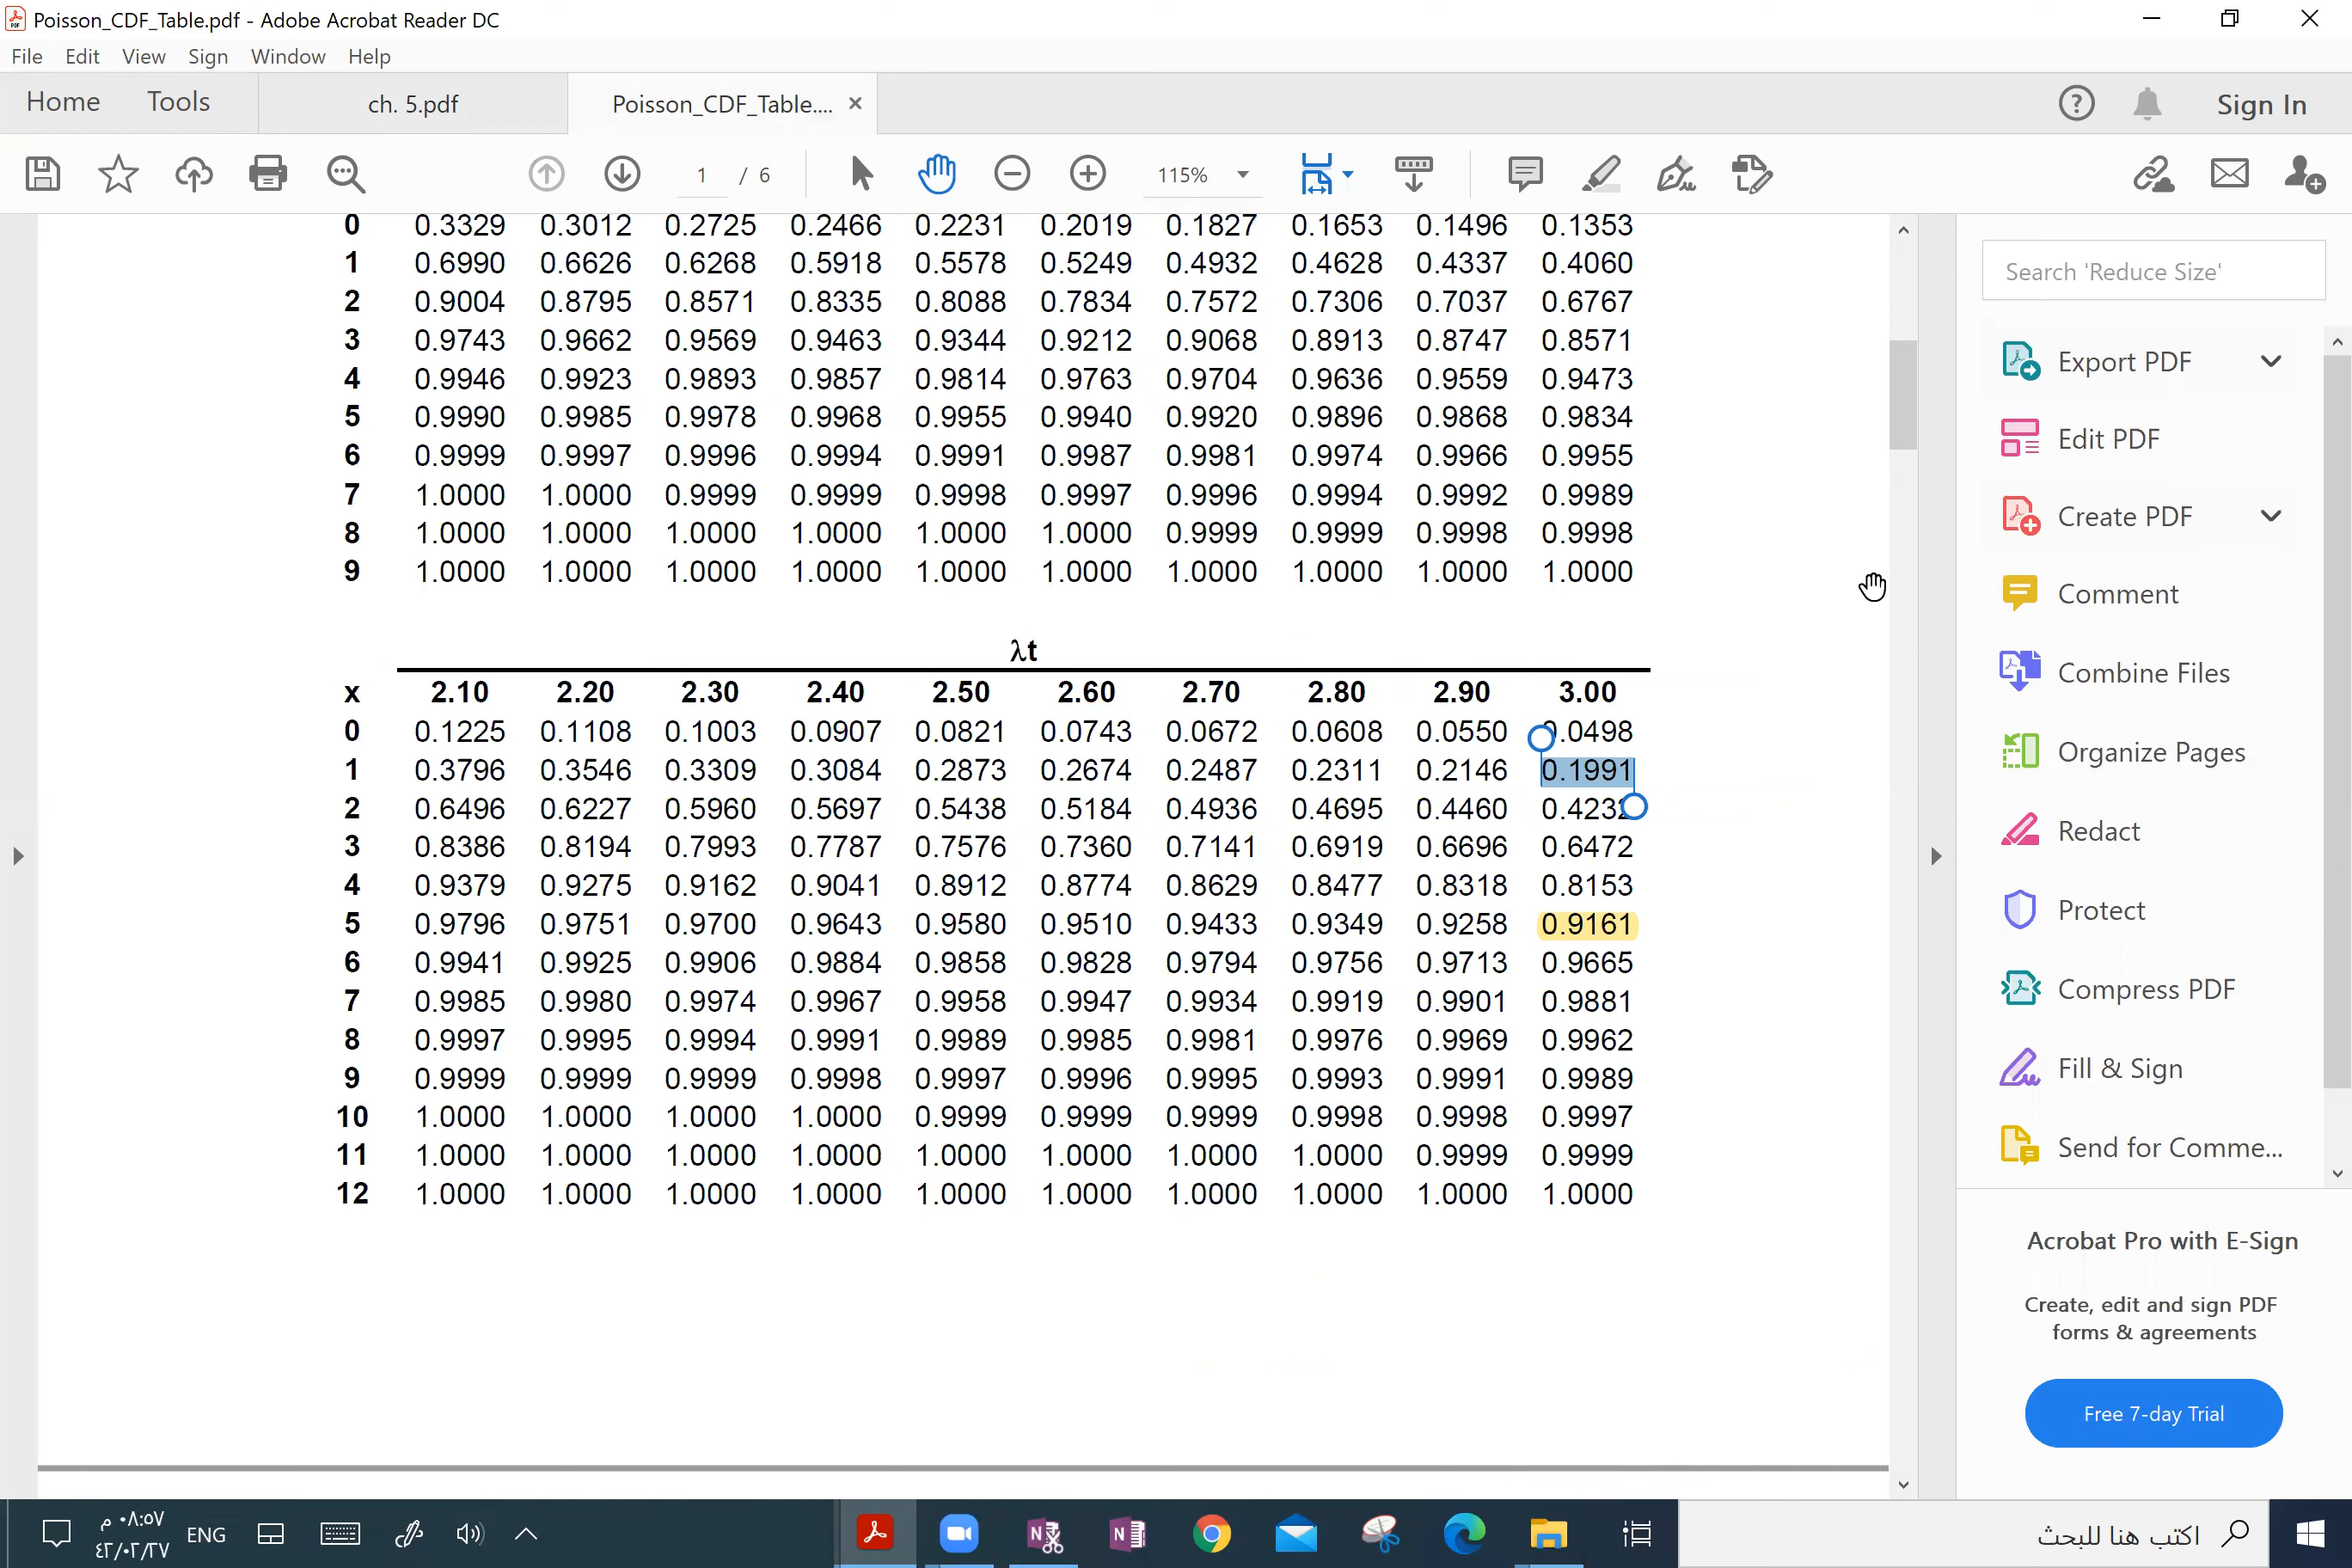 Poisson_CDF_Table.pdf - Adobe Acrobat Reader DC
File Edit View Sign Window Help
Home Tools ch. 5.pdf Poisson_CDF_Table.... Sign In
1 / 6 115%
0 0.3329 0.3012 0.2725 0.2466 0.2231 0.2019 0.1827 0.1653 0.1496 0.1353
1 0.6990 0.6626 0.6268 0.5918 0.5578 0.5249 0.4932 0.4628 0.4337 0.4060
2 0.9004 0.8795 0.8571 0.8335 0.8088 0.7834 0.7572 0.7306 0.7037 0.6767
3 0.9743 0.9662 0.9569 0.9463 0.9344 0.9212 0.9068 0.8913 0.8747 0.8571
4 0.9946 0.9923 0.9893 0.9857 0.9814 0.9763 0.9704 0.9636 0.9559 0.9473
5 0.9990 0.9985 0.9978 0.9968 0.9955 0.9940 0.9920 0.9896 0.9868 0.9834
6 0.9999 0.9997 0.9996 0.9994 0.9991 0.9987 0.9981 0.9974 0.9966 0.9955
7 1.0000 1.0000 0.9999 0.9999 0.9998 0.9997 0.9996 0.9994 0.9992 0.9989
8 1.0000 1.0000 1.0000 1.0000 1.0000 1.0000 0.9999 0.9999 0.9998 0.9998
9 1.0000 1.0000 1.0000 1.0000 1.0000 1.0000 1.0000 1.0000 1.0000 1.0000
λt
x 2.10 2.20 2.30 2.40 2.50 2.60 2.70 2.80 2.90 3.00
0 0.1225 0.1108 0.1003 0.0907 0.0821 0.0743 0.0672 0.0608 0.0550 0.0498
1 0.3796 0.3546 0.3309 0.3084 0.2873 0.2674 0.2487 0.2311 0.2146 0.1991
2 0.6496 0.6227 0.5960 0.5697 0.5438 0.5184 0.4936 0.4695 0.4460 0.4232
3 0.8386 0.8194 0.7993 0.7787 0.7576 0.7360 0.7141 0.6919 0.6696 0.6472
4 0.9379 0.9275 0.9162 0.9041 0.8912 0.8774 0.8629 0.8477 0.8318 0.8153
5 0.9796 0.9751 0.9700 0.9643 0.9580 0.9510 0.9433 0.9349 0.9258 0.9161
6 0.9941 0.9925 0.9906 0.9884 0.9858 0.9828 0.9794 0.9756 0.9713 0.9665
7 0.9985 0.9980 0.9974 0.9967 0.9958 0.9947 0.9934 0.9919 0.9901 0.9881
8 0.9997 0.9995 0.9994 0.9991 0.9989 0.9985 0.9981 0.9976 0.9969 0.9962
9 0.9999 0.9999 0.9999 0.9998 0.9997 0.9996 0.9995 0.9993 0.9991 0.9989
10 1.0000 1.0000 1.0000 1.0000 0.9999 0.9999 0.9999 0.9998 0.9998 0.9997
11 1.0000 1.0000 1.0000 1.0000 1.0000 1.0000 1.0000 1.0000 0.9999 0.9999
12 1.0000 1.0000 1.0000 1.0000 1.0000 1.0000 1.0000 1.0000 1.0000 1.0000
Search 'Reduce Size'
Export PDF
Edit PDF
Create PDF
Comment
Combine Files
Organize Pages
Redact
Protect
Compress PDF
Fill & Sign
Send for Comme...
Acrobat Pro with E-Sign
Create, edit and sign PDF
forms & agreements
Free 7-day Trial
٠٨:٥٧ م
٤٢/٠٢/٢٧
ENG
اكتب هنا للبحث